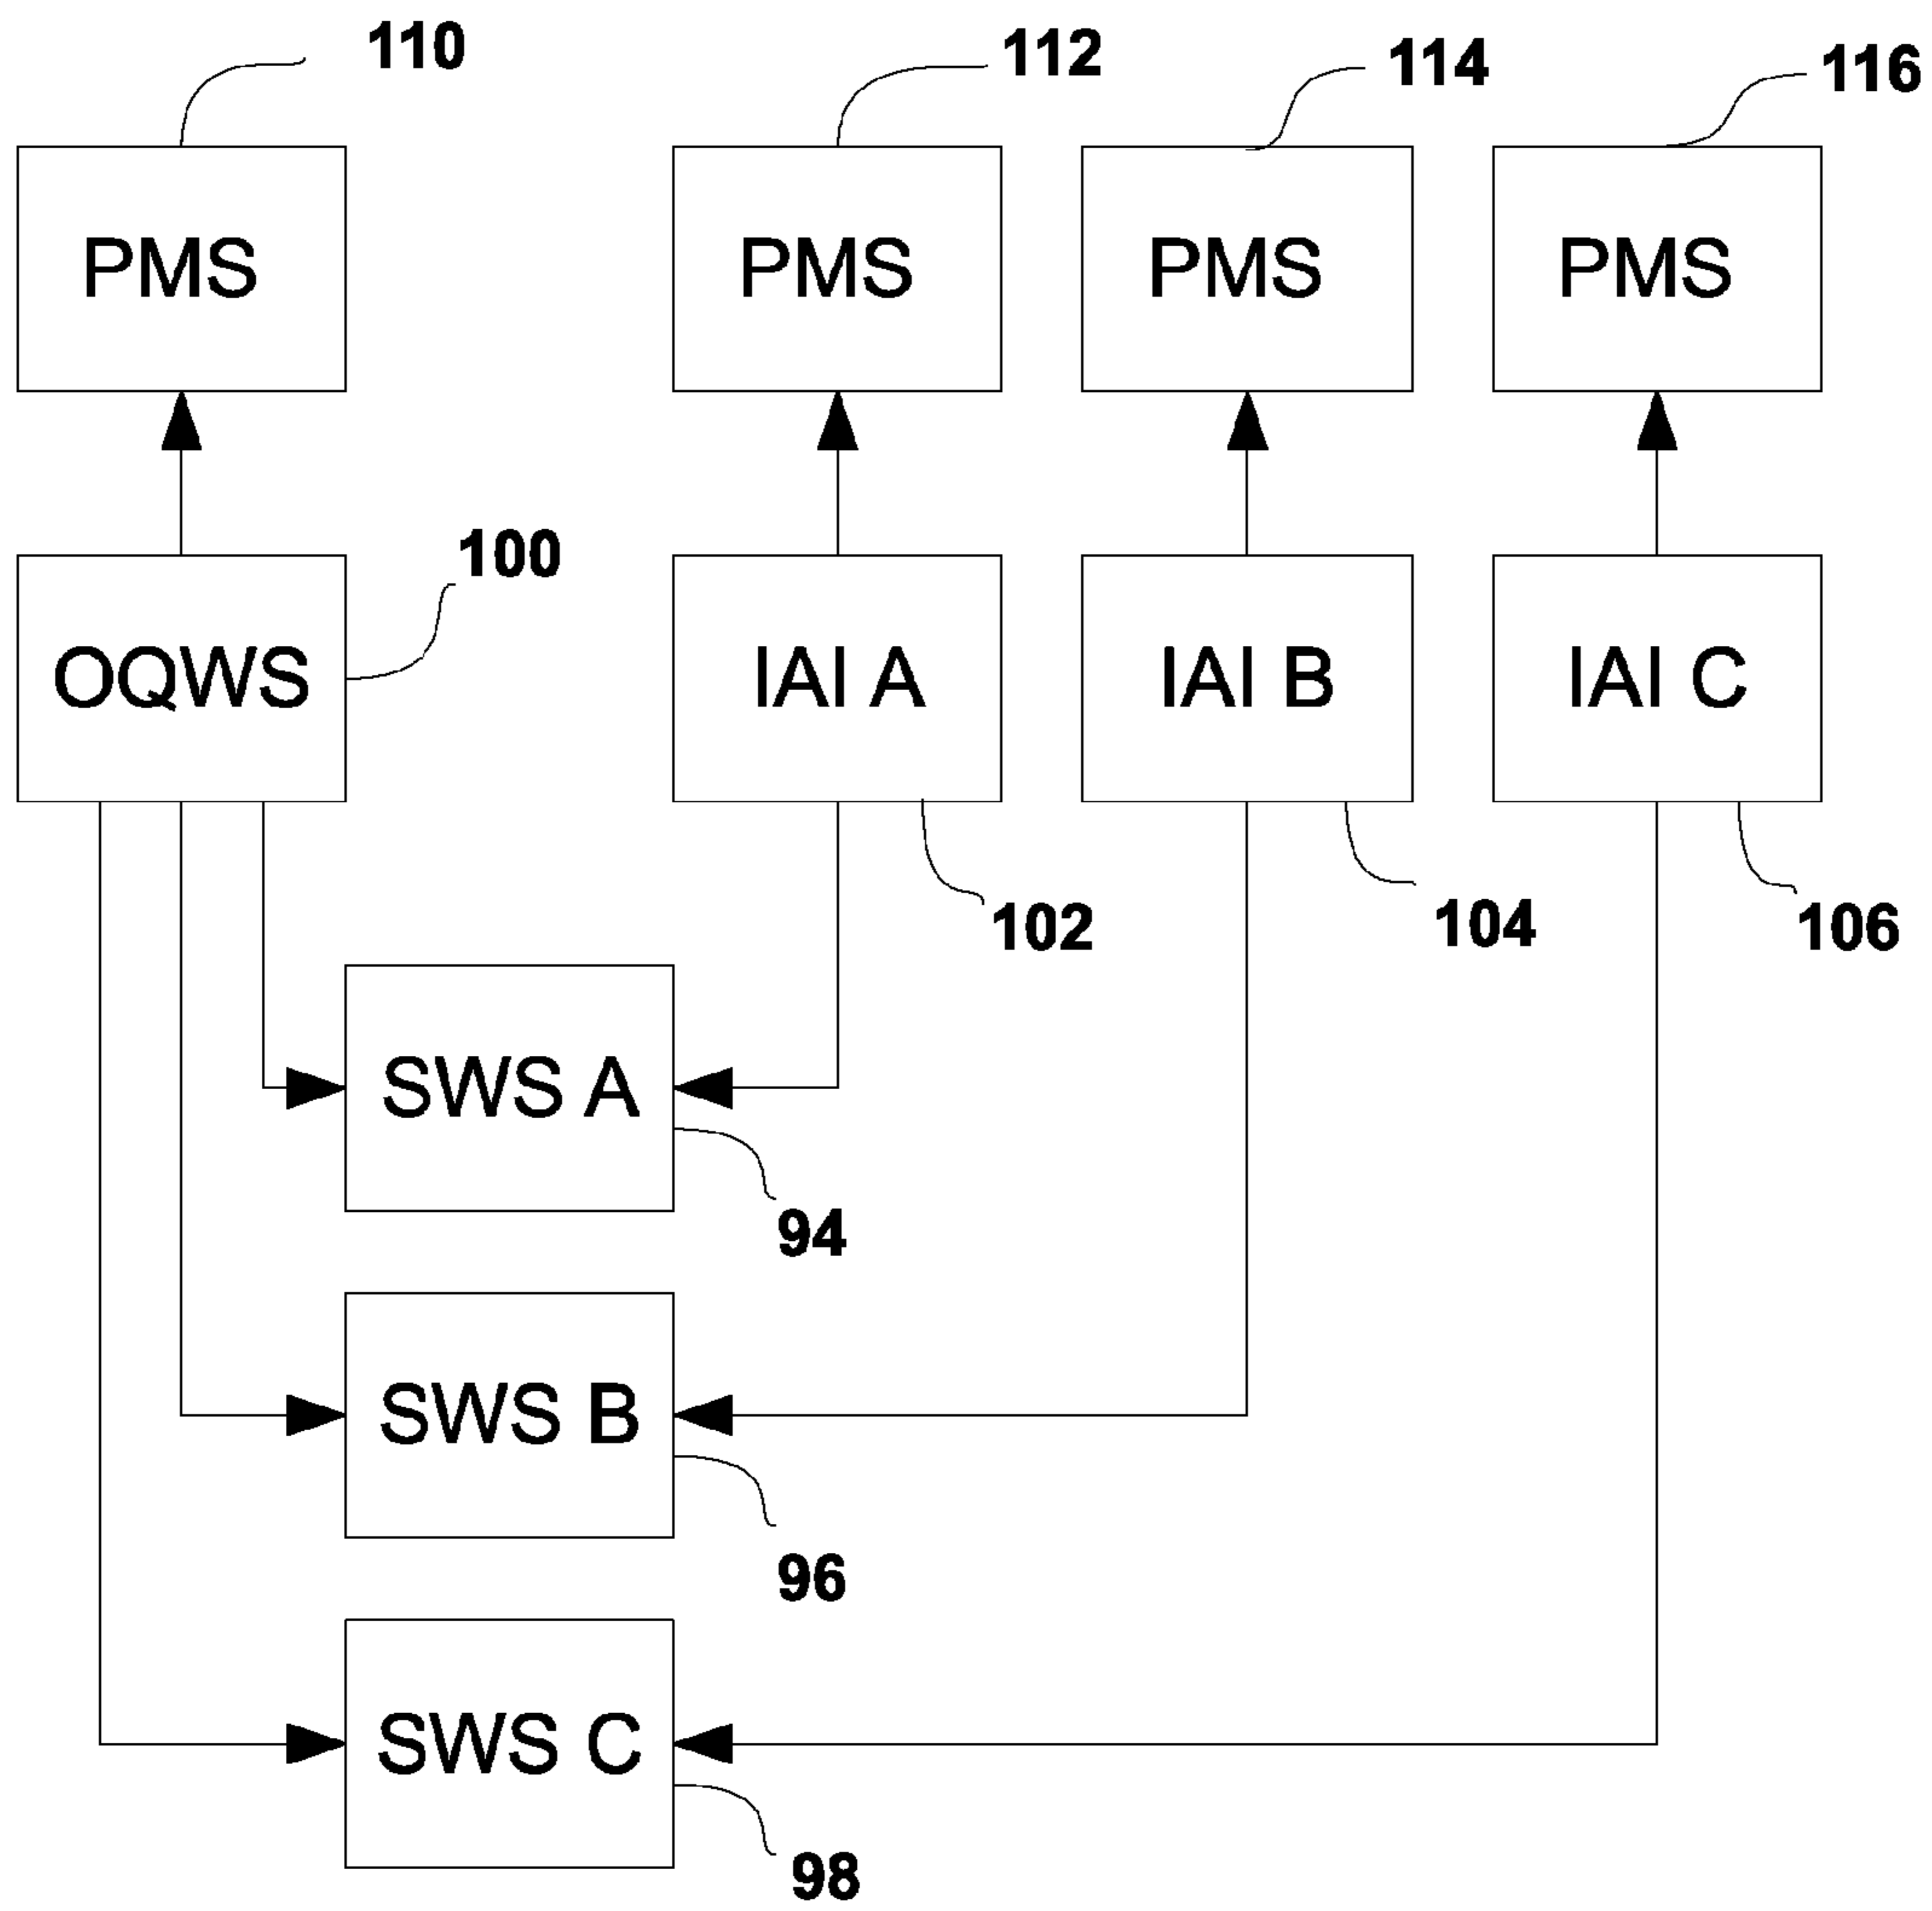 110
112
114
116
PMS
PMS
PMS
PMS
100
OQWS
IAI A
IAI B
IAI C
102
104
106
SWS A
94
SWS B
96
SWS C
98